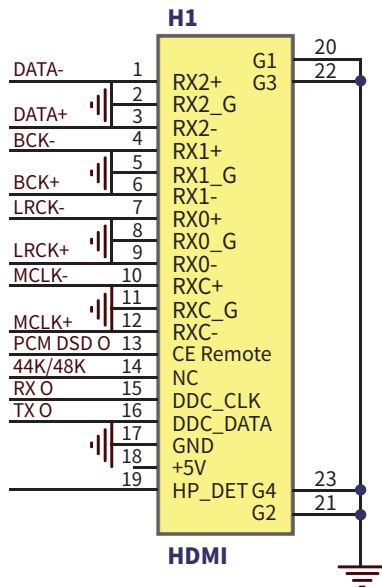 H1
DATA- 1 RX2+ G1 20
2 RX2_G G3 22
DATA+ 3 RX2-
BCK- 4 RX1+
5 RX1_G
BCK+ 6 RX1-
LRCK- 7 RX0+
8 RX0_G
LRCK+ 9 RX0-
MCLK- 10 RXC+
11 RXC_G
MCLK+ 12 RXC-
PCM DSD O 13 CE Remote
44K/48K 14 NC
RX O 15 DDC_CLK
TX O 16 DDC_DATA
17 GND
18 +5V
19 HP_DET G4 23
G2 21
HDMI